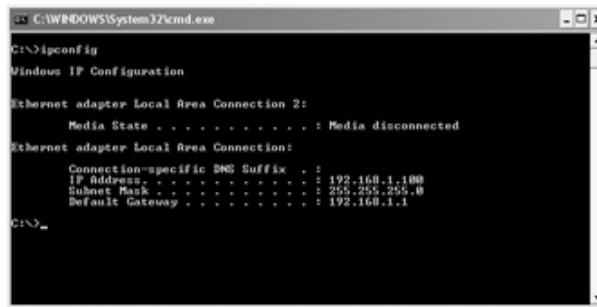 C:\WINDOWS\System32\cmd.exe
C:\>ipconfig
Windows IP Configuration
Ethernet adapter Local Area Connection 2:
Media State . . . . . . . . . . . : Media disconnected
Ethernet adapter Local Area Connection:
Connection-specific DNS Suffix . :
IP Address. . . . . . . . . . . . : 192.168.1.100
Subnet Mask . . . . . . . . . . . : 255.255.255.0
Default Gateway . . . . . . . . . : 192.168.1.1
C:\>_